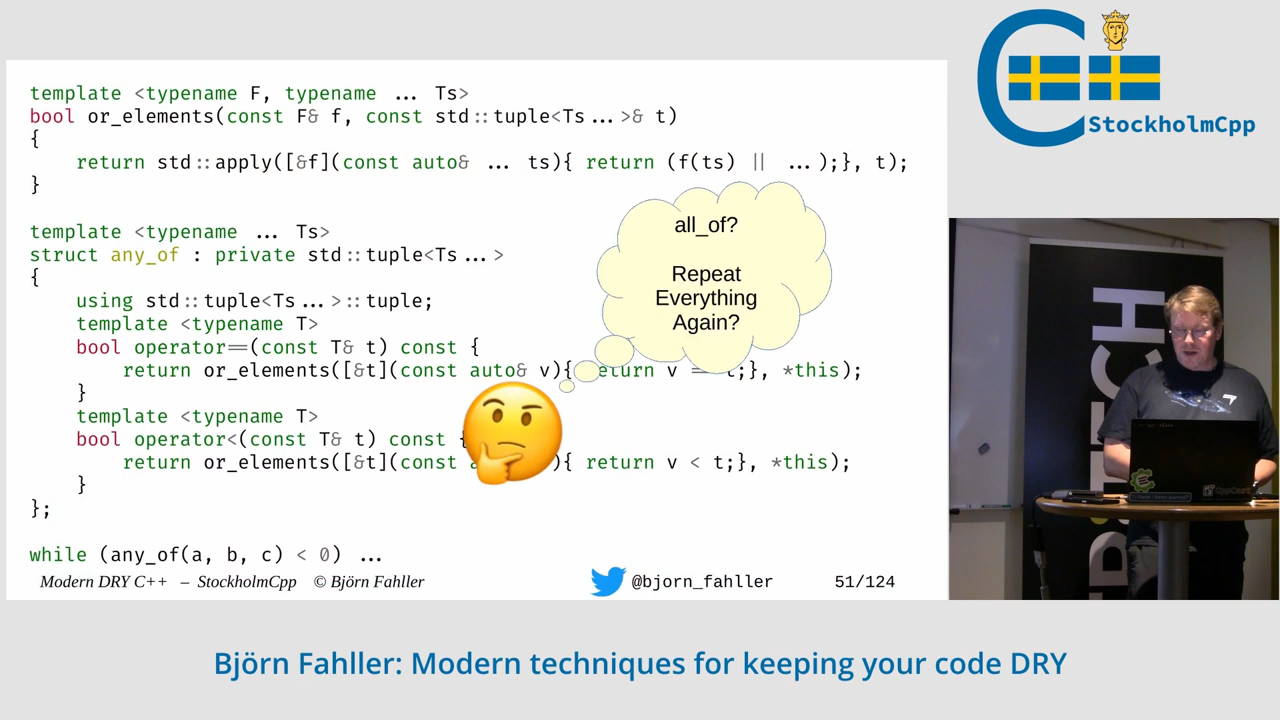 template <typename F, typename ... Ts>
bool or_elements(const F& f, const std::tuple<Ts...>& t)
{
    return std::apply([&f](const auto& ... ts){ return (f(ts) || ...);}, t);
}
template <typename ... Ts>
struct any_of : private std::tuple<Ts...>
{
    using std::tuple<Ts...>::tuple;
    template <typename T>
    bool operator==(const T& t) const {
        return or_elements([&t](const auto& v){ return v == t;}, *this);
    }
    template <typename T>
    bool operator<(const T& t) const {
        return or_elements([&t](const a ){ return v < t;}, *this);
    }
};
while (any_of(a, b, c) < 0) ...
all_of?
Repeat
Everything
Again?
Modern DRY C++ – StockholmCpp © Björn Fahller
@bjorn_fahller
51/124
StockholmCpp
Björn Fahller: Modern techniques for keeping your code DRY